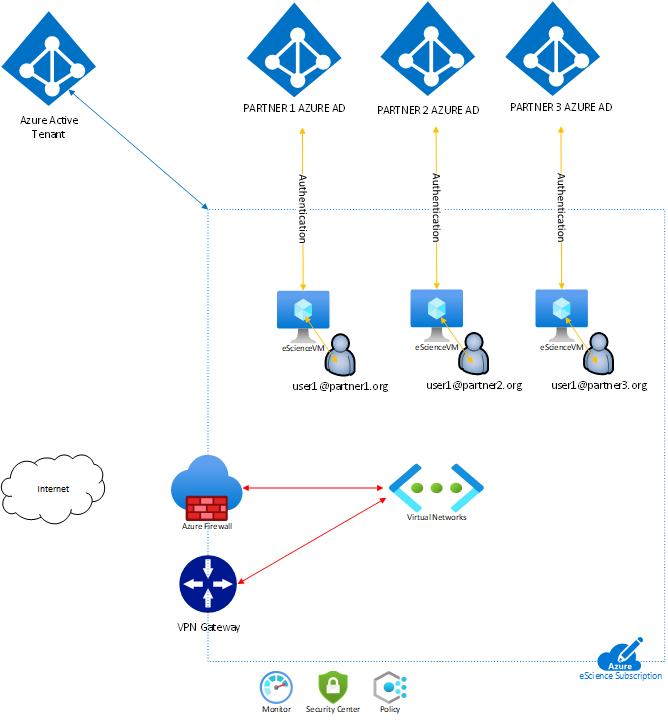 PARTNER 1 AZURE AD
PARTNER 2 AZURE AD
PARTNER 3 AZURE AD
Azure Active
Tenant
Authentication
Authentication
Authentication
eScienceVM
eScienceVM
eScienceVM
user1@partner1.org
user1@partner2.org
user1@partner3.org
Internet
Azure Firewall
Virtual Networks
VPN Gateway
Azure
eScience Subscription
Monitor
Security Center
Policy